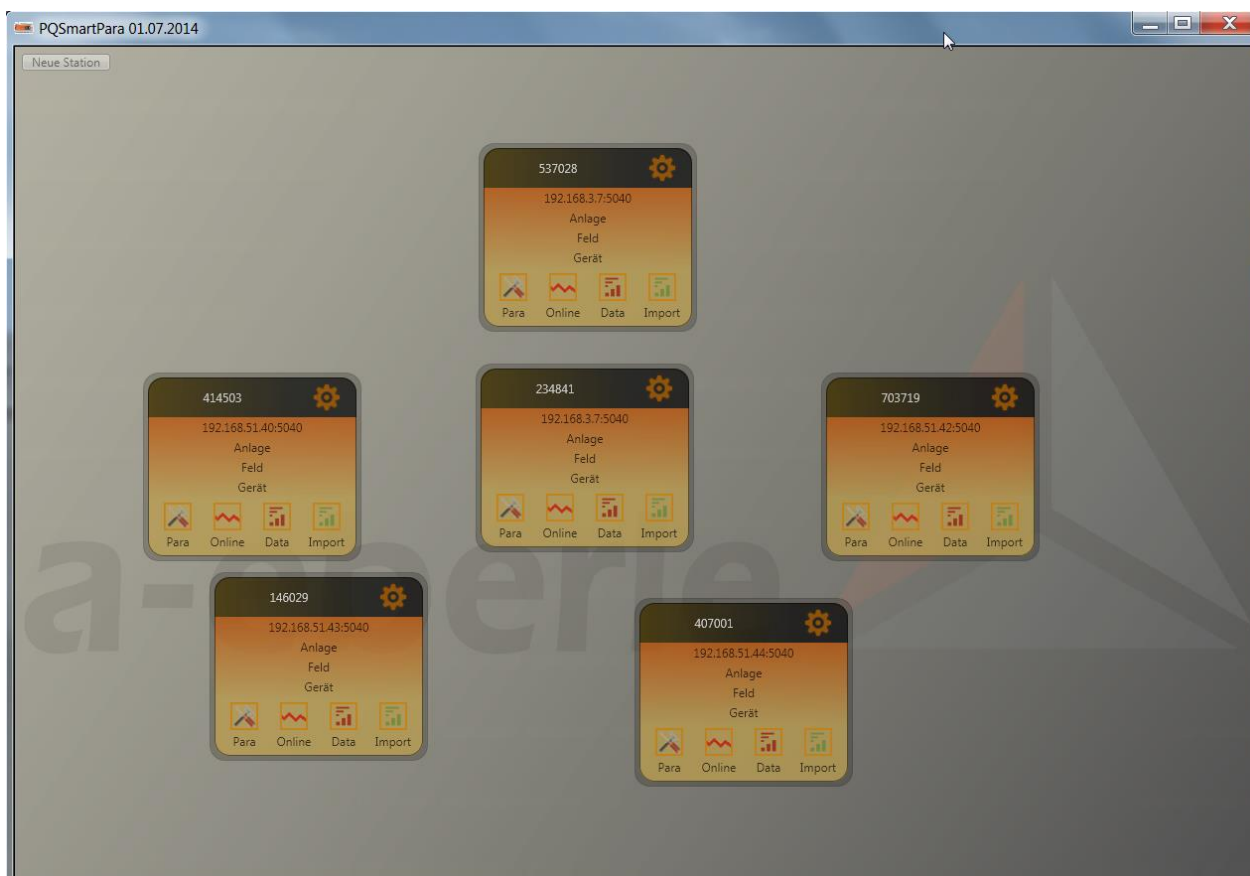 PQSmartPara 01.07.2014
Neue Station
537028
192.168.3.7:5040
Anlage
Feld
Gerät
Para Online Data Import
414503
192.168.51.40:5040
Anlage
Feld
Gerät
Para Online Data Import
234841
192.168.3.7:5040
Anlage
Feld
Gerät
Para Online Data Import
703719
192.168.51.42:5040
Anlage
Feld
Gerät
Para Online Data Import
a-eberle
146029
192.168.51.43:5040
Anlage
Feld
Gerät
Para Online Data Import
407001
192.168.51.44:5040
Anlage
Feld
Gerät
Para Online Data Import